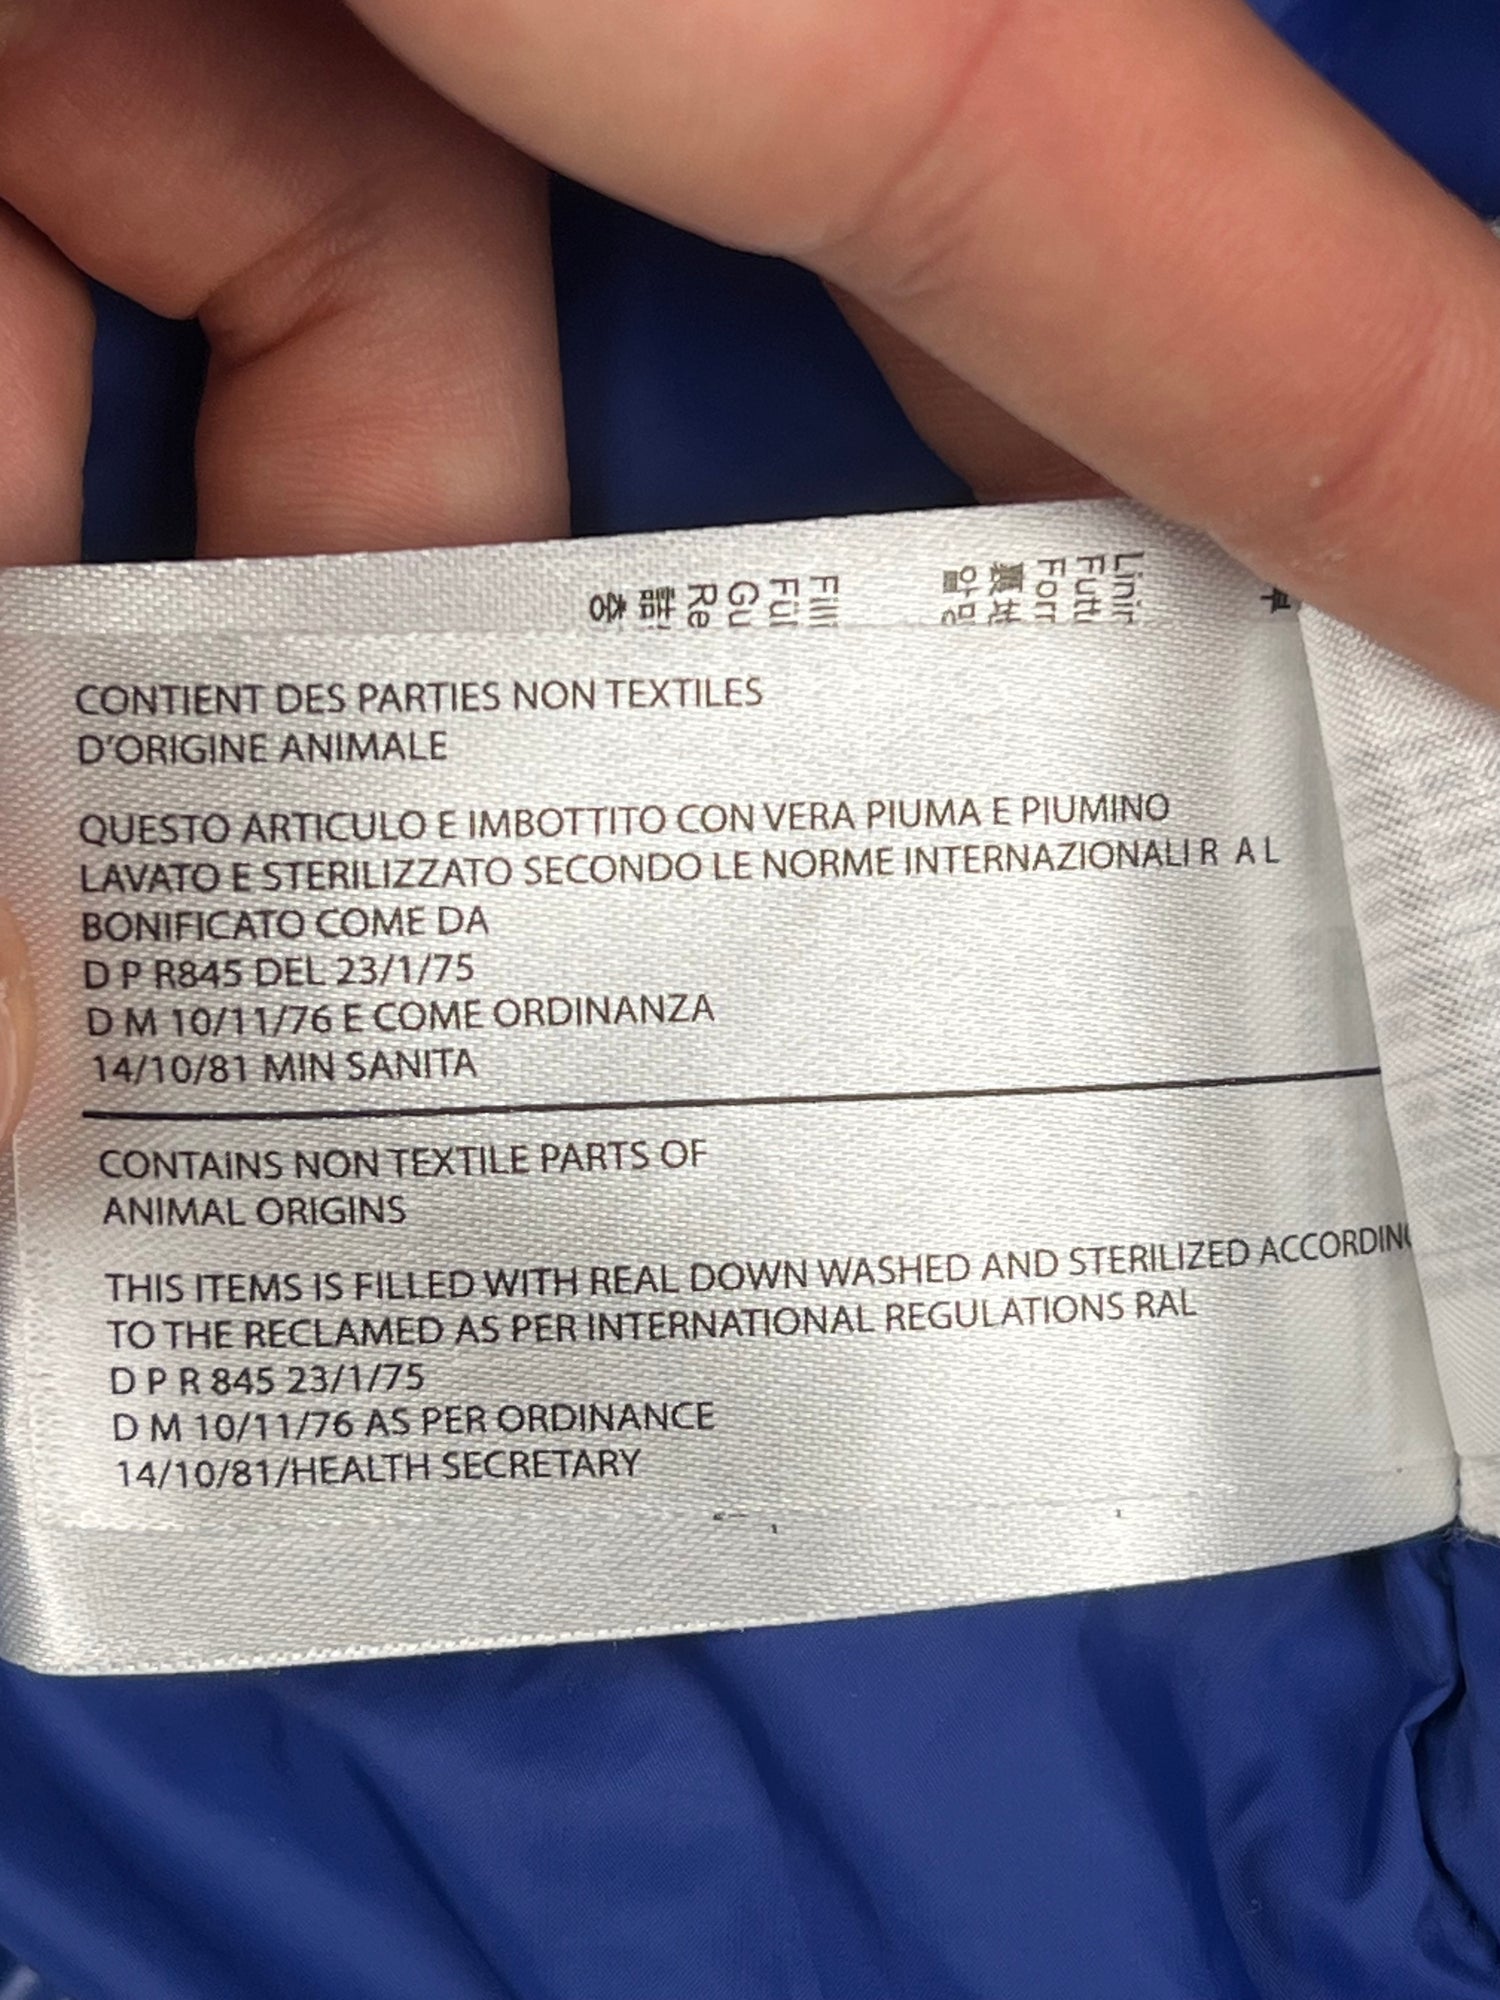 CONTIENT DES PARTIES NON TEXTILES
D'ORIGINE ANIMALE
QUESTO ARTICULO E IMBOTTITO CON VERA PIUMA E PIUMINO
LAVATO E STERILIZZATO SECONDO LE NORME INTERNAZIONALI R A L
BONIFICATO COME DA
D P R845 DEL 23/1/75
D M 10/11/76 E COME ORDINANZA
14/10/81 MIN SANITA
CONTAINS NON TEXTILE PARTS OF
ANIMAL ORIGINS
THIS ITEMS IS FILLED WITH REAL DOWN WASHED AND STERILIZED ACCORDING
TO THE RECLAMED AS PER INTERNATIONAL REGULATIONS RAL
D P R 845 23/1/75
D M 10/11/76 AS PER ORDINANCE
14/10/81/HEALTH SECRETARY